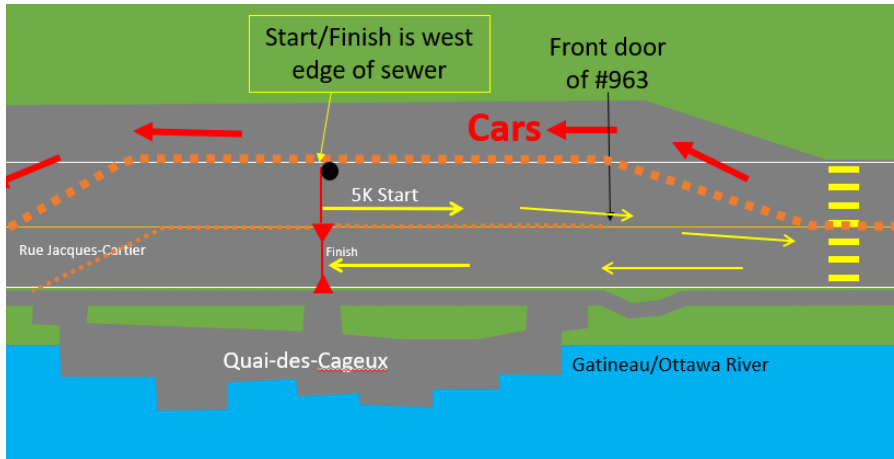 Start/Finish is west
edge of sewer
Front door
of #963
Cars
5K Start
Rue Jacques-Cartier
Finish
Quai-des-Cageux
Gatineau/Ottawa River